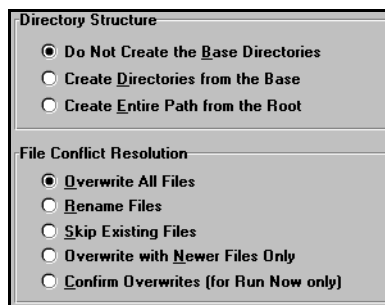 Directory Structure
Do Not Create the Base Directories
Create Directories from the Base
Create Entire Path from the Root
File Conflict Resolution
Overwrite All Files
Rename Files
Skip Existing Files
Overwrite with Newer Files Only
Confirm Overwrites (for Run Now only)